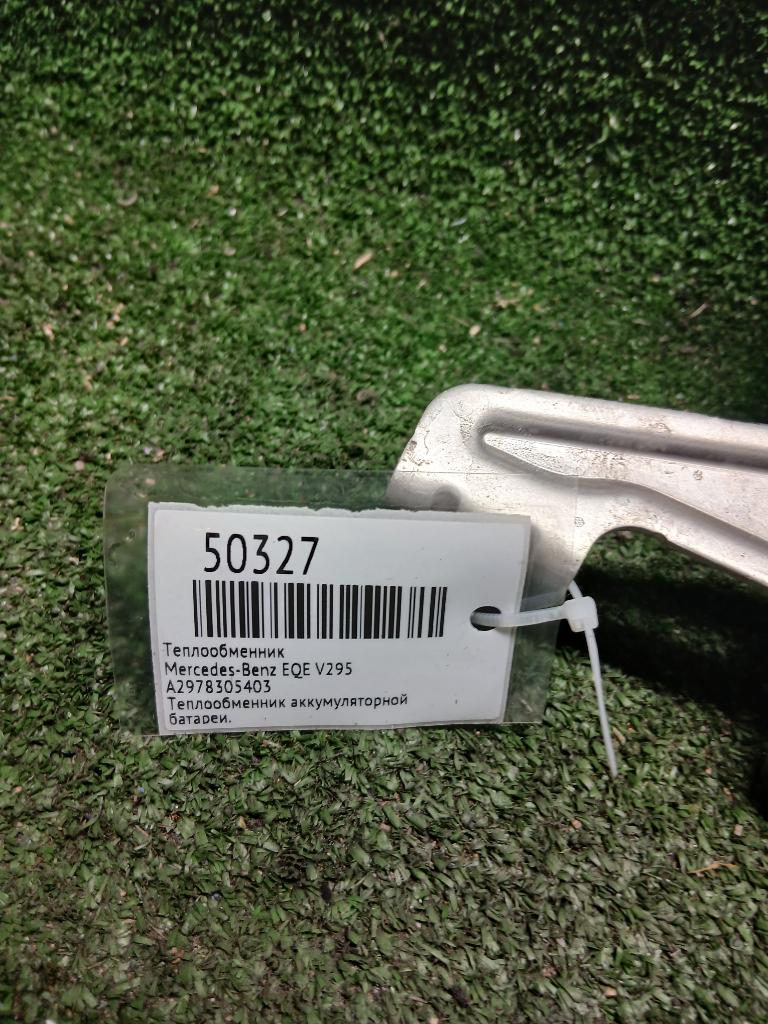 50327
Теплообменник
Mercedes-Benz EQE V295
A2978305403
Теплообменник аккумуляторной
батареи.